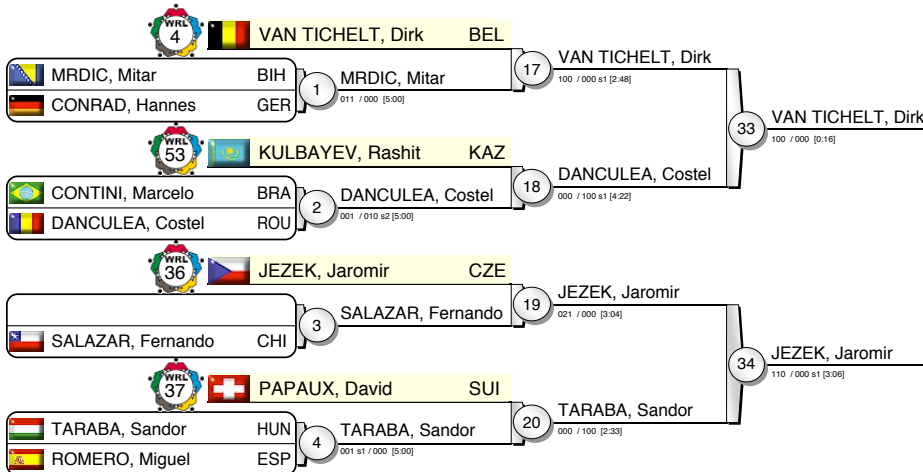 WRL 4 VAN TICHELT, Dirk BEL
MRDIC, Mitar BIH
CONRAD, Hannes GER
1 MRDIC, Mitar
011 / 000 [5:00]
17 VAN TICHELT, Dirk
100 / 000 s1 [2:48]
WRL 53 KULBAYEV, Rashit KAZ
CONTINI, Marcelo BRA
DANCULEA, Costel ROU
2 DANCULEA, Costel
001 / 010 s2 [5:00]
18 DANCULEA, Costel
000 / 100 s1 [4:22]
33 VAN TICHELT, Dirk
100 / 000 [0:16]
WRL 36 JEZEK, Jaromir CZE
SALAZAR, Fernando CHI
3 SALAZAR, Fernando
19 JEZEK, Jaromir
021 / 000 [3:04]
WRL 37 PAPAUX, David SUI
TARABA, Sandor HUN
ROMERO, Miguel ESP
4 TARABA, Sandor
001 s1 / 000 [5:00]
20 TARABA, Sandor
000 / 100 [2:33]
34 JEZEK, Jaromir
110 / 000 s1 [3:06]